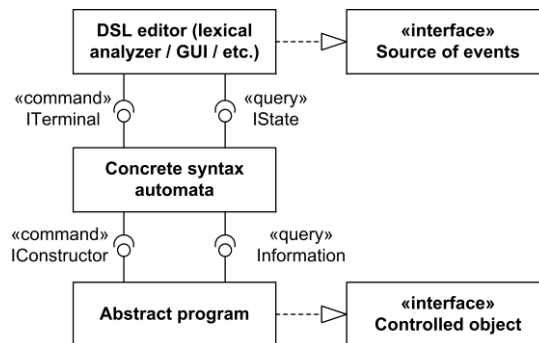 DSL editor (lexical
analyzer / GUI / etc.)
«interface»
Source of events
«command»
ITerminal
«query»
IState
Concrete syntax
automata
«command»
IConstructor
«query»
Information
Abstract program
«interface»
Controlled object